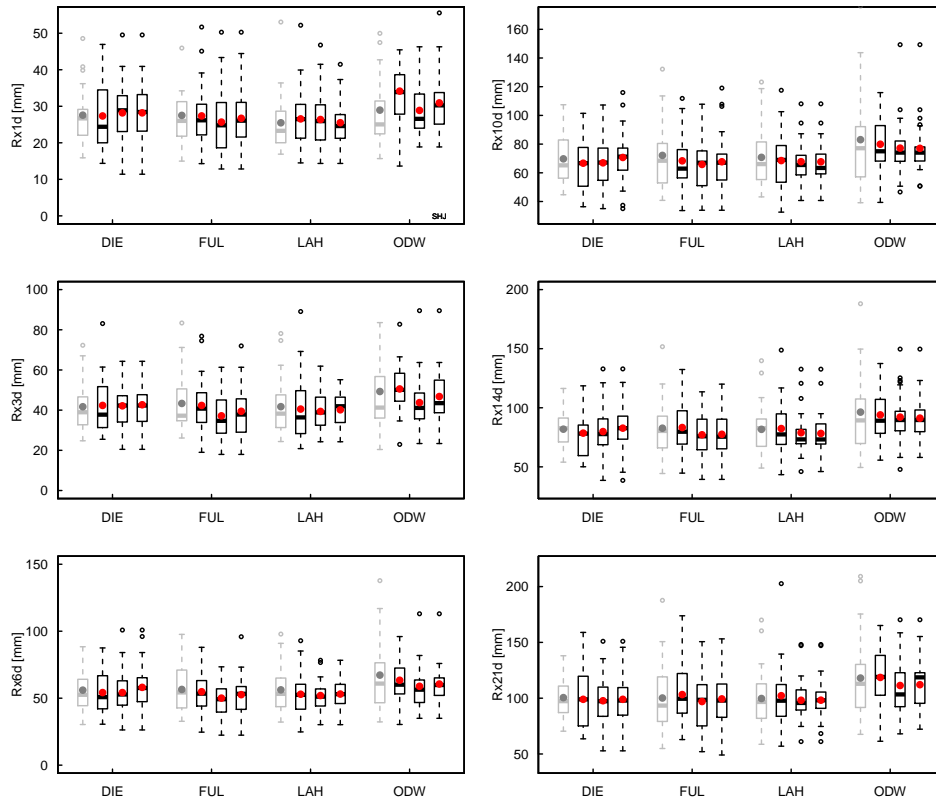 Rx1d [mm]
50
40
30
20
10
0
SHJ
DIE FUL LAH ODW
Rx10d [mm]
160
140
120
100
80
60
40
DIE FUL LAH ODW
Rx3d [mm]
100
80
60
40
20
0
DIE FUL LAH ODW
Rx14d [mm]
200
150
100
50
DIE FUL LAH ODW
Rx6d [mm]
150
100
50
0
DIE FUL LAH ODW
Rx21d [mm]
200
150
100
50
DIE FUL LAH ODW